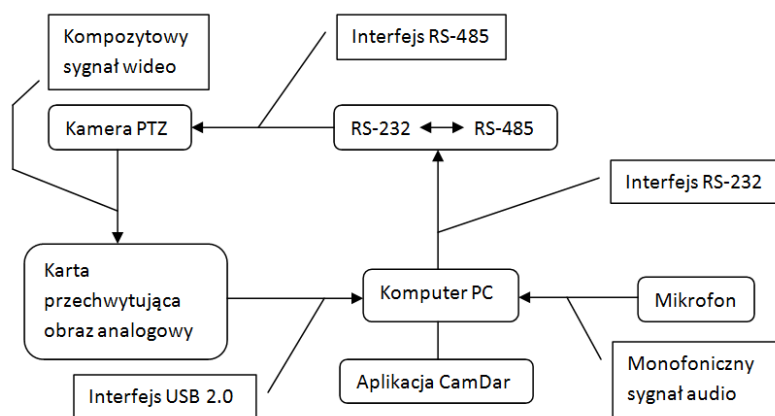 Kompozytowy
sygnał wideo
Interfejs RS-485
Kamera PTZ
RS-232 RS-485
Interfejs RS-232
Karta
przechwytująca
obraz analogowy
Komputer PC
Mikrofon
Interfejs USB 2.0
Aplikacja CamDar
Monofoniczny
sygnał audio